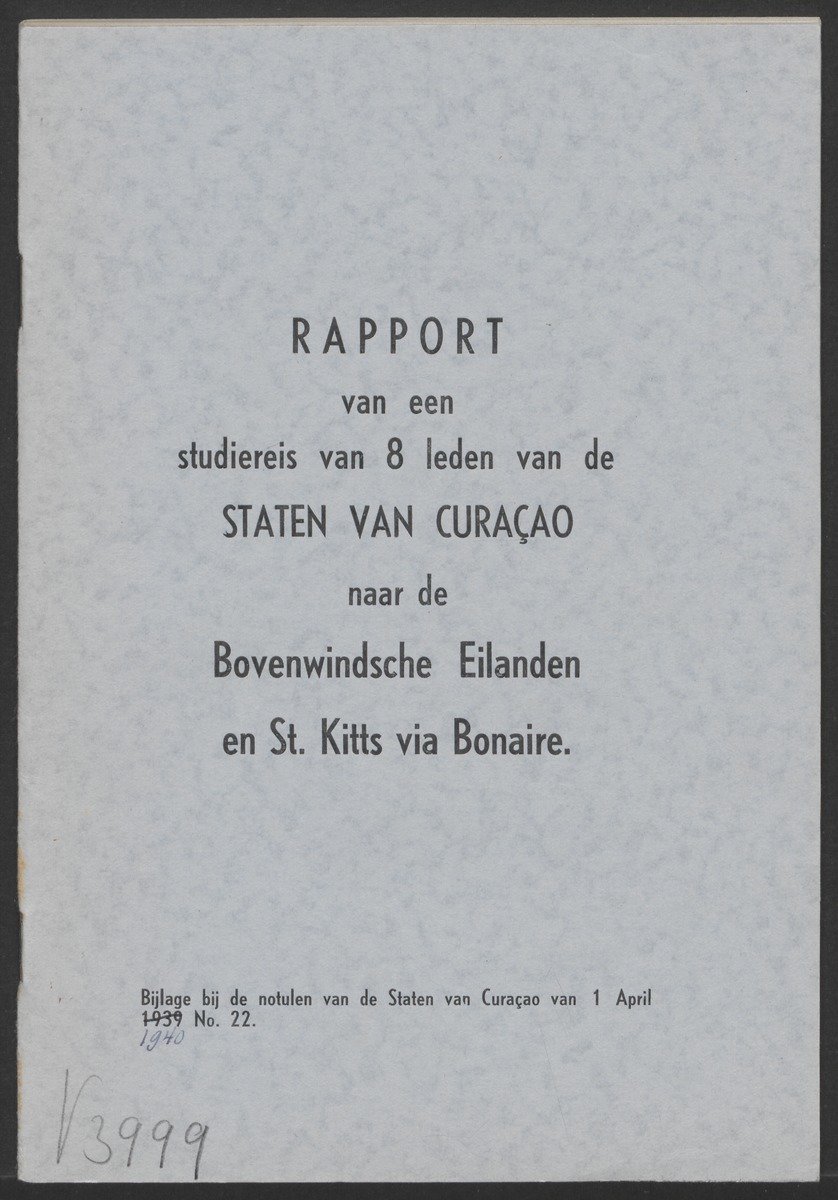 RAPPORT
van een
studiereis van 8 leden van de
STATEN VAN CURAÇAO
naar de
Bovenwindsche Eilanden
en St. Kitts via Bonaire.
Bijlage bij de notulen van de Staten van Curaçao van 1 April
1939 No. 22.
1940
V3999